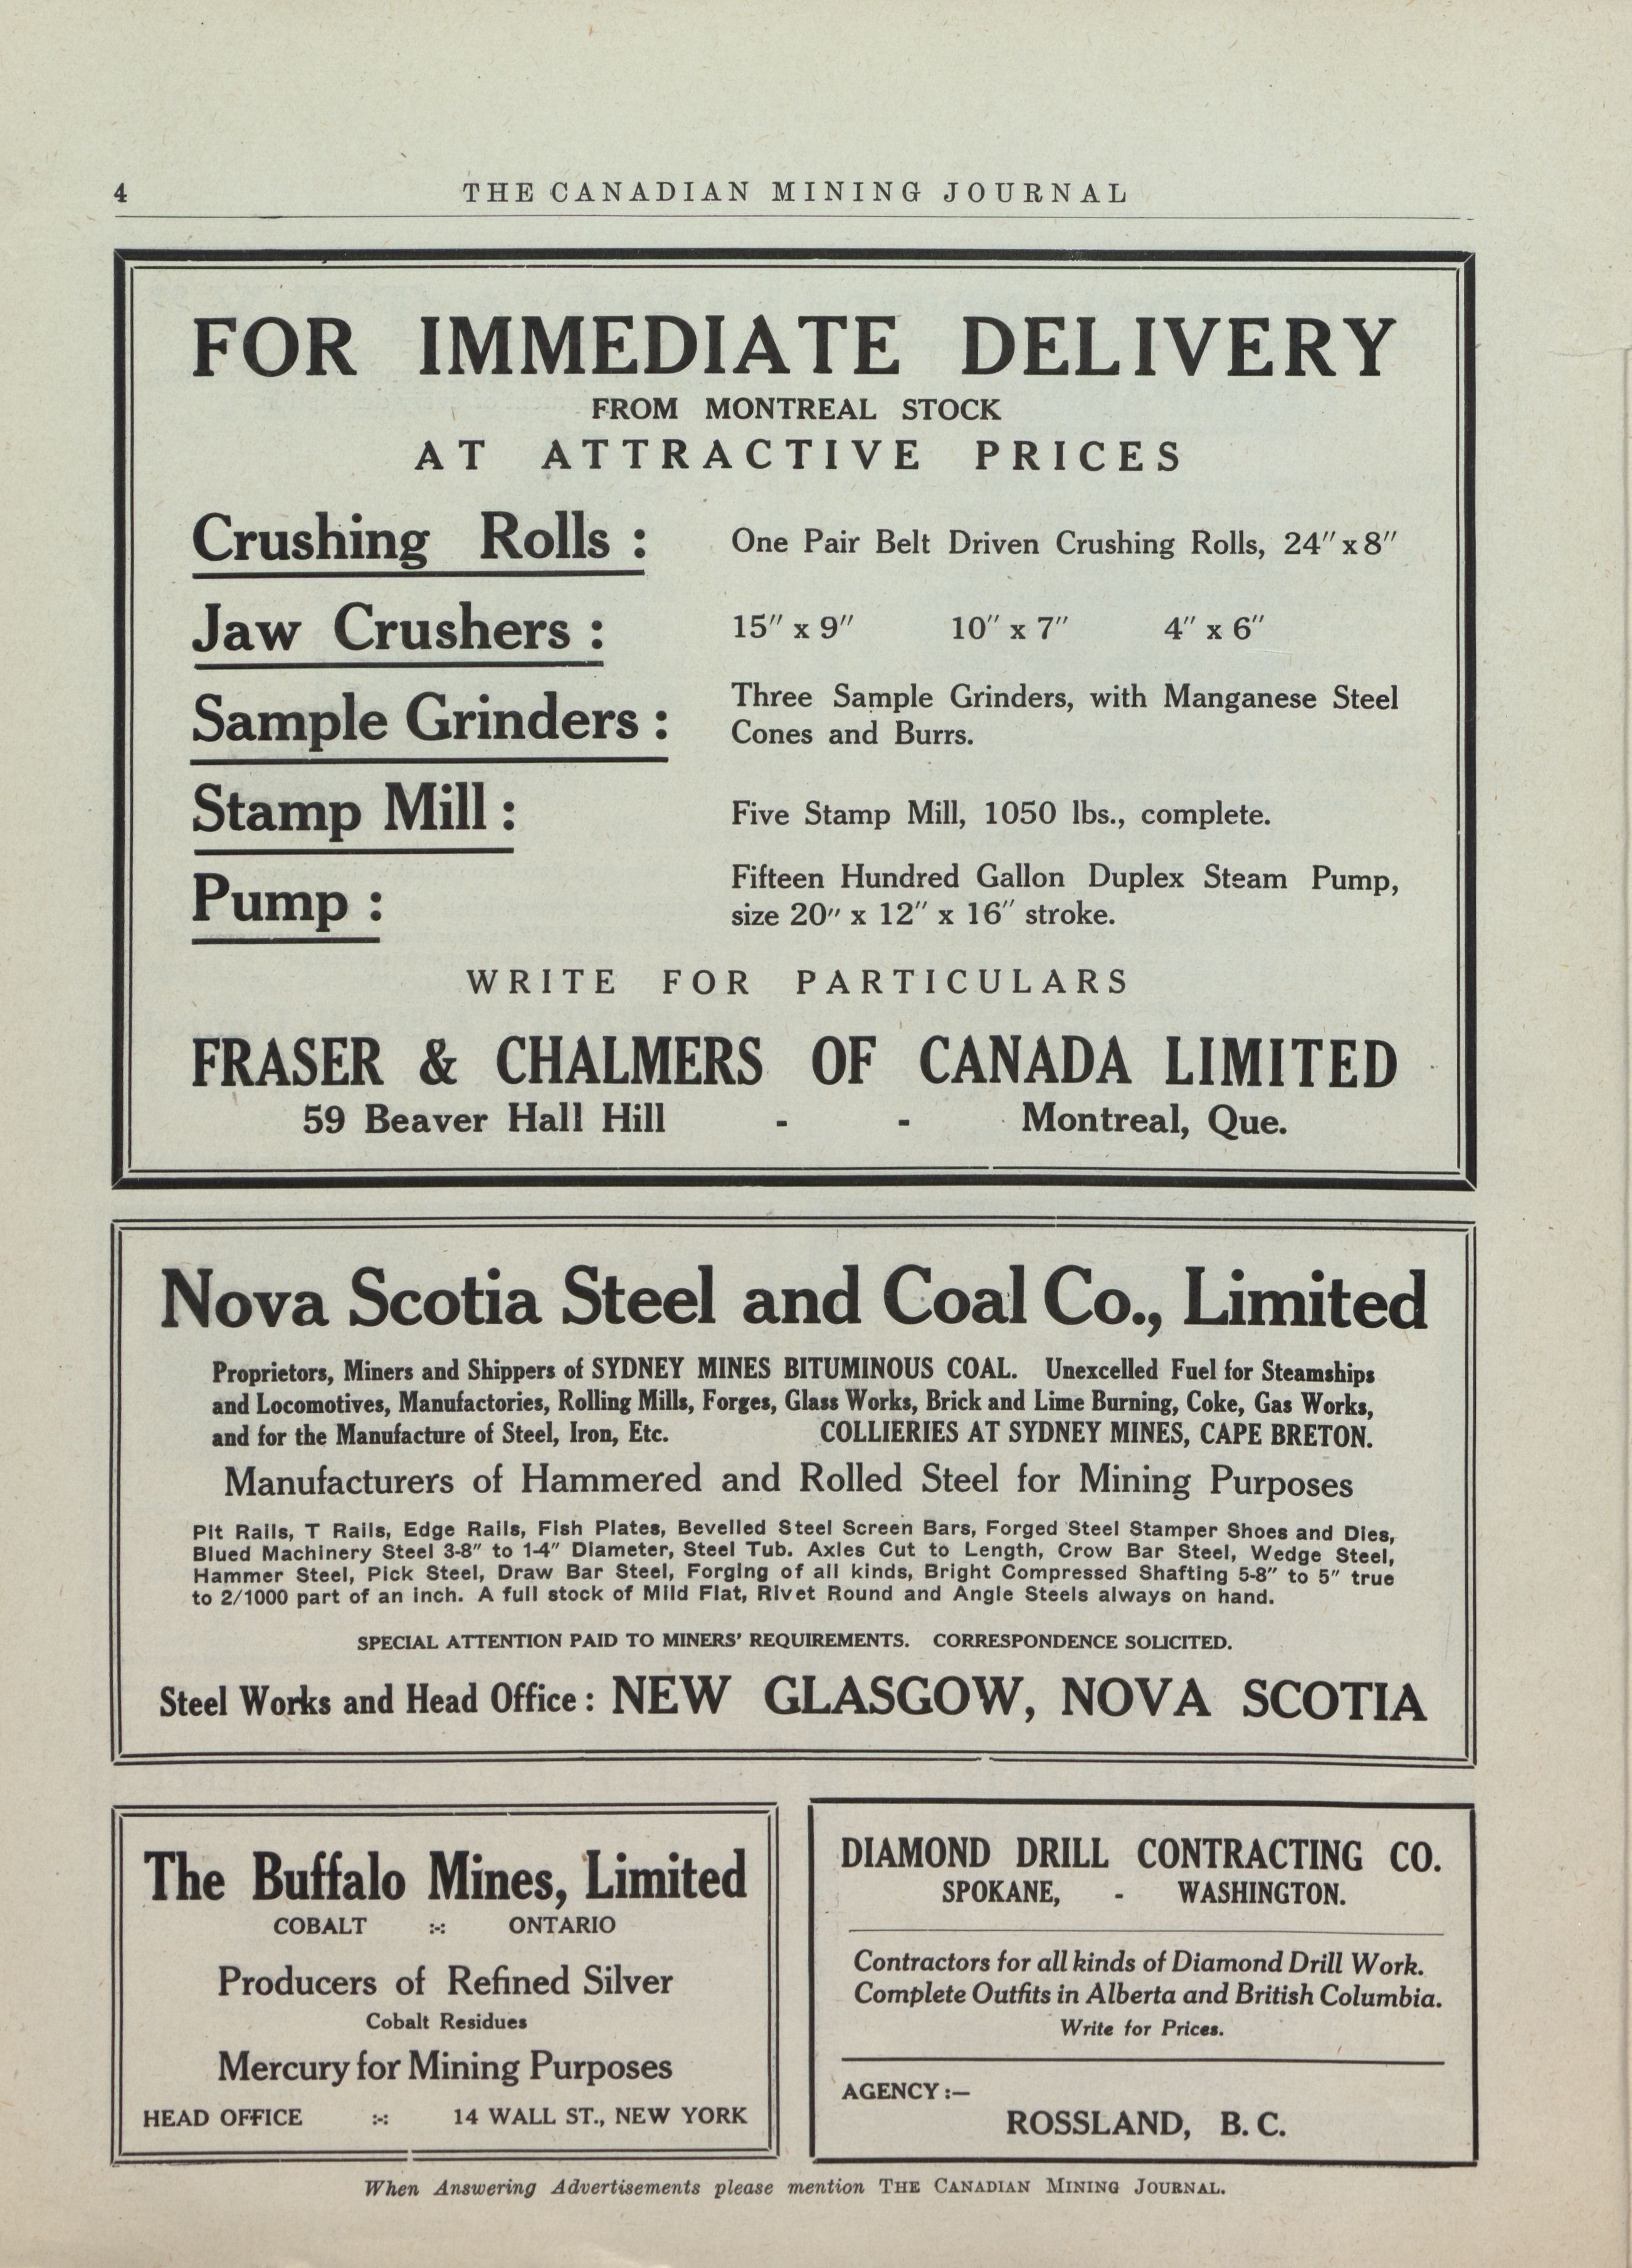 4
THE CANADIAN MINING JOURNAL
FOR IMMEDIATE DELIVERY
FROM MONTREAL STOCK
AT ATTRACTIVE PRICES
Crushing Rolls : One Pair Belt Driven Crushing Rolls, 24″ x 8″
Jaw Crushers : 15″ x 9″ 10″ x 7″ 4″ x 6″
Sample Grinders : Three Sample Grinders, with Manganese Steel
Cones and Burrs.
Stamp Mill : Five Stamp Mill, 1050 lbs., complete.
Pump : Fifteen Hundred Gallon Duplex Steam Pump,
size 20″ x 12″ x 16″ stroke.
WRITE FOR PARTICULARS
FRASER & CHALMERS OF CANADA LIMITED
59 Beaver Hall Hill - - Montreal, Que.
Nova Scotia Steel and Coal Co., Limited
Proprietors, Miners and Shippers of SYDNEY MINES BITUMINOUS COAL. Unexcelled Fuel for Steamships
and Locomotives, Manufactories, Rolling Mills, Forges, Glass Works, Brick and Lime Burning, Coke, Gas Works,
and for the Manufacture of Steel, Iron, Etc. COLLIERIES AT SYDNEY MINES, CAPE BRETON.
Manufacturers of Hammered and Rolled Steel for Mining Purposes
Pit Rails, T Rails, Edge Rails, Fish Plates, Bevelled Steel Screen Bars, Forged Steel Stamper Shoes and Dies,
Blued Machinery Steel 3-8″ to 1-4″ Diameter, Steel Tub. Axles Cut to Length, Crow Bar Steel, Wedge Steel,
Hammer Steel, Pick Steel, Draw Bar Steel, Forging of all kinds, Bright Compressed Shafting 5-8″ to 5″ true
to 2/1000 part of an inch. A full stock of Mild Flat, Rivet Round and Angle Steels always on hand.
SPECIAL ATTENTION PAID TO MINERS' REQUIREMENTS. CORRESPONDENCE SOLICITED.
Steel Works and Head Office : NEW GLASGOW, NOVA SCOTIA
The Buffalo Mines, Limited
COBALT :-: ONTARIO
Producers of Refined Silver
Cobalt Residues
Mercury for Mining Purposes
HEAD OFFICE :-: 14 WALL ST., NEW YORK
DIAMOND DRILL CONTRACTING CO.
SPOKANE, - WASHINGTON.
Contractors for all kinds of Diamond Drill Work.
Complete Outfits in Alberta and British Columbia.
Write for Prices.
AGENCY :—
ROSSLAND, B. C.
When Answering Advertisements please mention THE CANADIAN MINING JOURNAL.